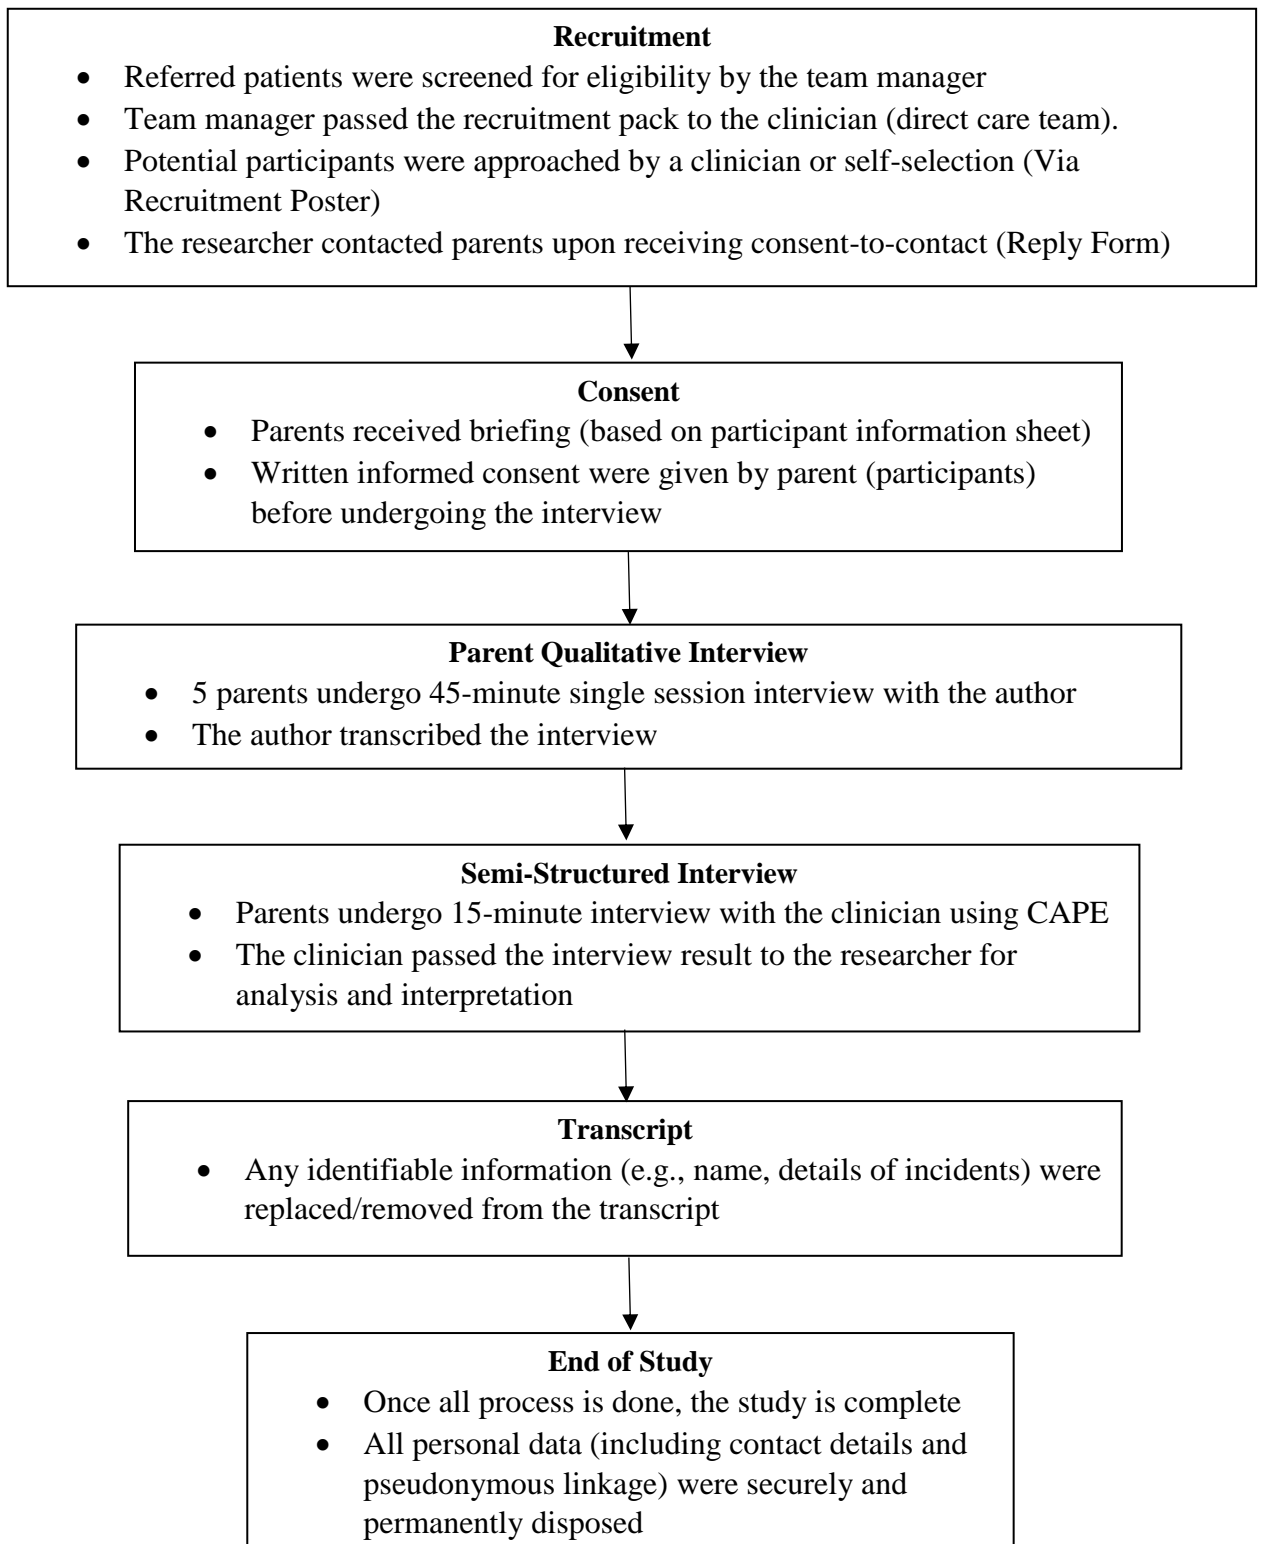 Recruitment
• Referred patients were screened for eligibility by the team manager
• Team manager passed the recruitment pack to the clinician (direct care team).
• Potential participants were approached by a clinician or self-selection (Via
Recruitment Poster)
• The researcher contacted parents upon receiving consent-to-contact (Reply Form)
Consent
• Parents received briefing (based on participant information sheet)
• Written informed consent were given by parent (participants)
before undergoing the interview
Parent Qualitative Interview
• 5 parents undergo 45-minute single session interview with the author
• The author transcribed the interview
Semi-Structured Interview
• Parents undergo 15-minute interview with the clinician using CAPE
• The clinician passed the interview result to the researcher for
analysis and interpretation
Transcript
• Any identifiable information (e.g., name, details of incidents) were
replaced/removed from the transcript
End of Study
• Once all process is done, the study is complete
• All personal data (including contact details and
pseudonymous linkage) were securely and
permanently disposed